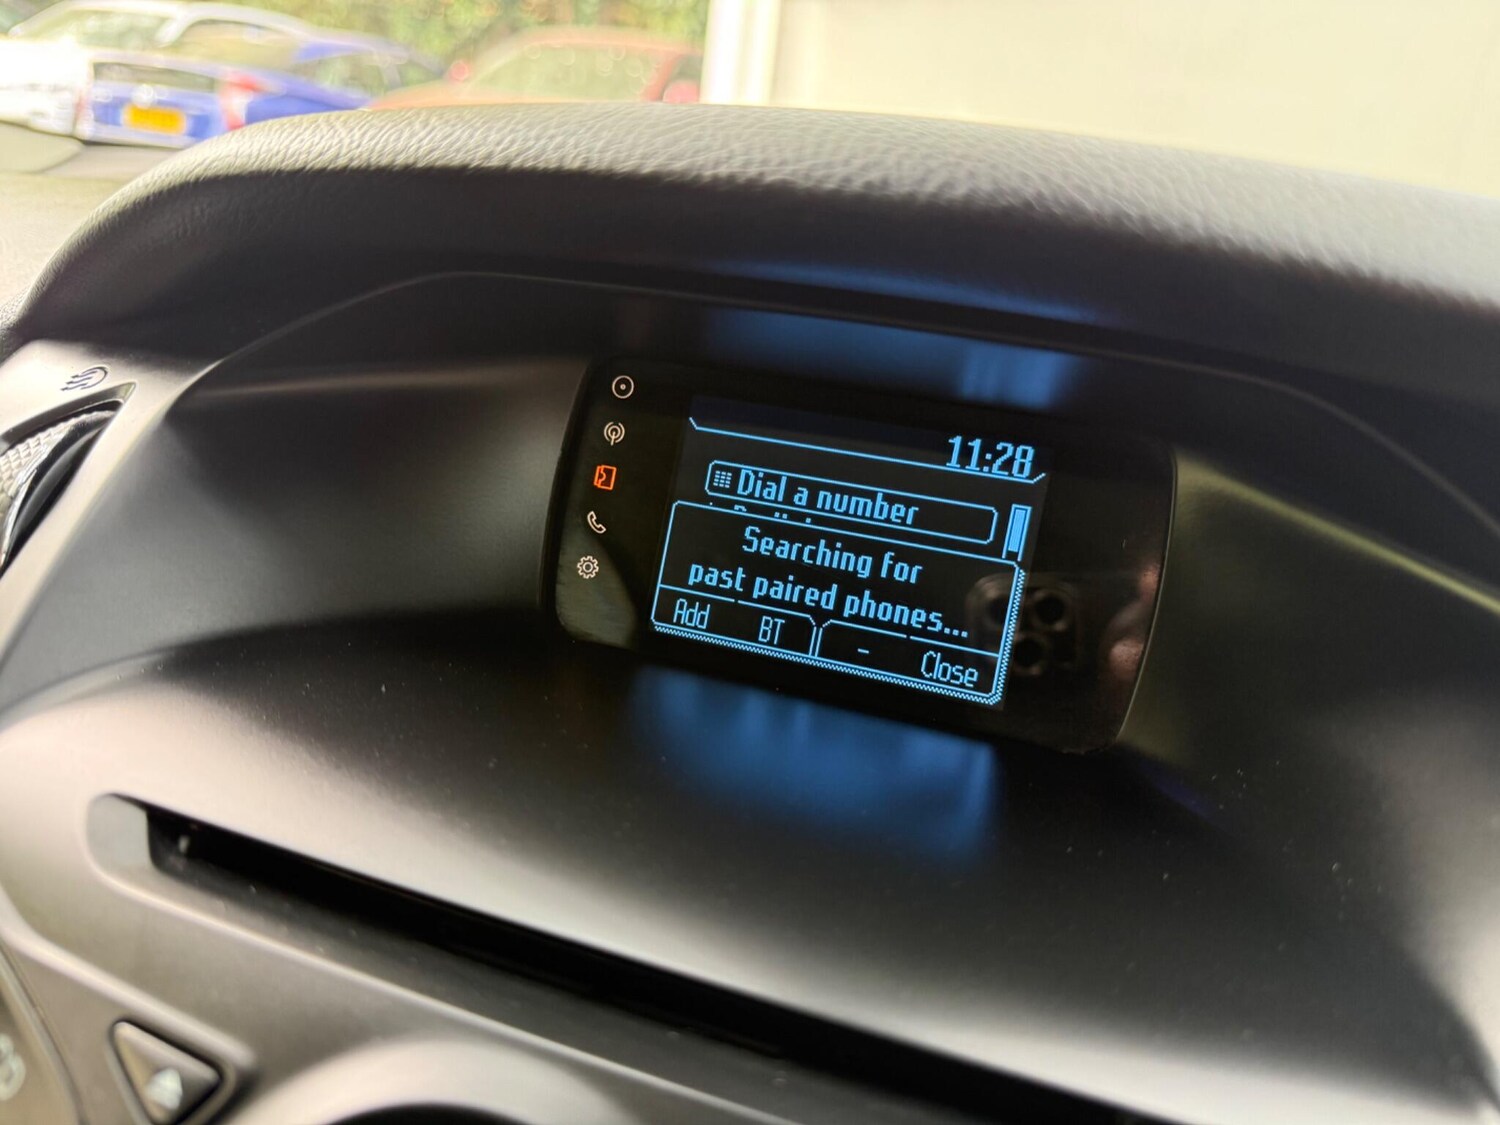 11:28
Dial a number
Searching for
past paired phones...
Add BT - Close